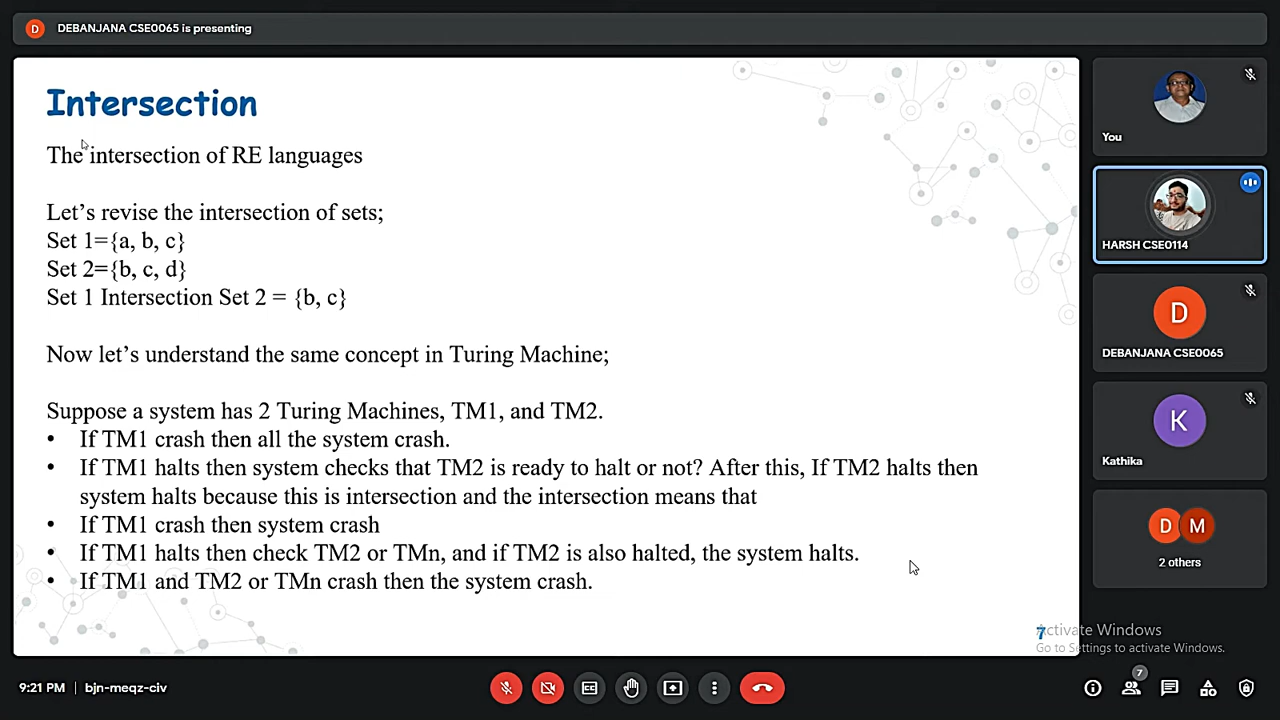 D DEBANJANA CSE0065 is presenting
Intersection
The intersection of RE languages
Let's revise the intersection of sets;
Set 1={a, b, c}
Set 2={b, c, d}
Set 1 Intersection Set 2 = {b, c}
Now let's understand the same concept in Turing Machine;
Suppose a system has 2 Turing Machines, TM1, and TM2.
• If TM1 crash then all the system crash.
• If TM1 halts then system checks that TM2 is ready to halt or not? After this, If TM2 halts then
system halts because this is intersection and the intersection means that
• If TM1 crash then system crash
• If TM1 halts then check TM2 or TMn, and if TM2 is also halted, the system halts.
• If TM1 and TM2 or TMn crash then the system crash.
7
You
HARSH CSE0114
D
DEBANJANA CSE0065
K
Kathika
D M
2 others
Activate Windows
Go to Settings to activate Windows.
9:21 PM | bjn-meqz-civ
7